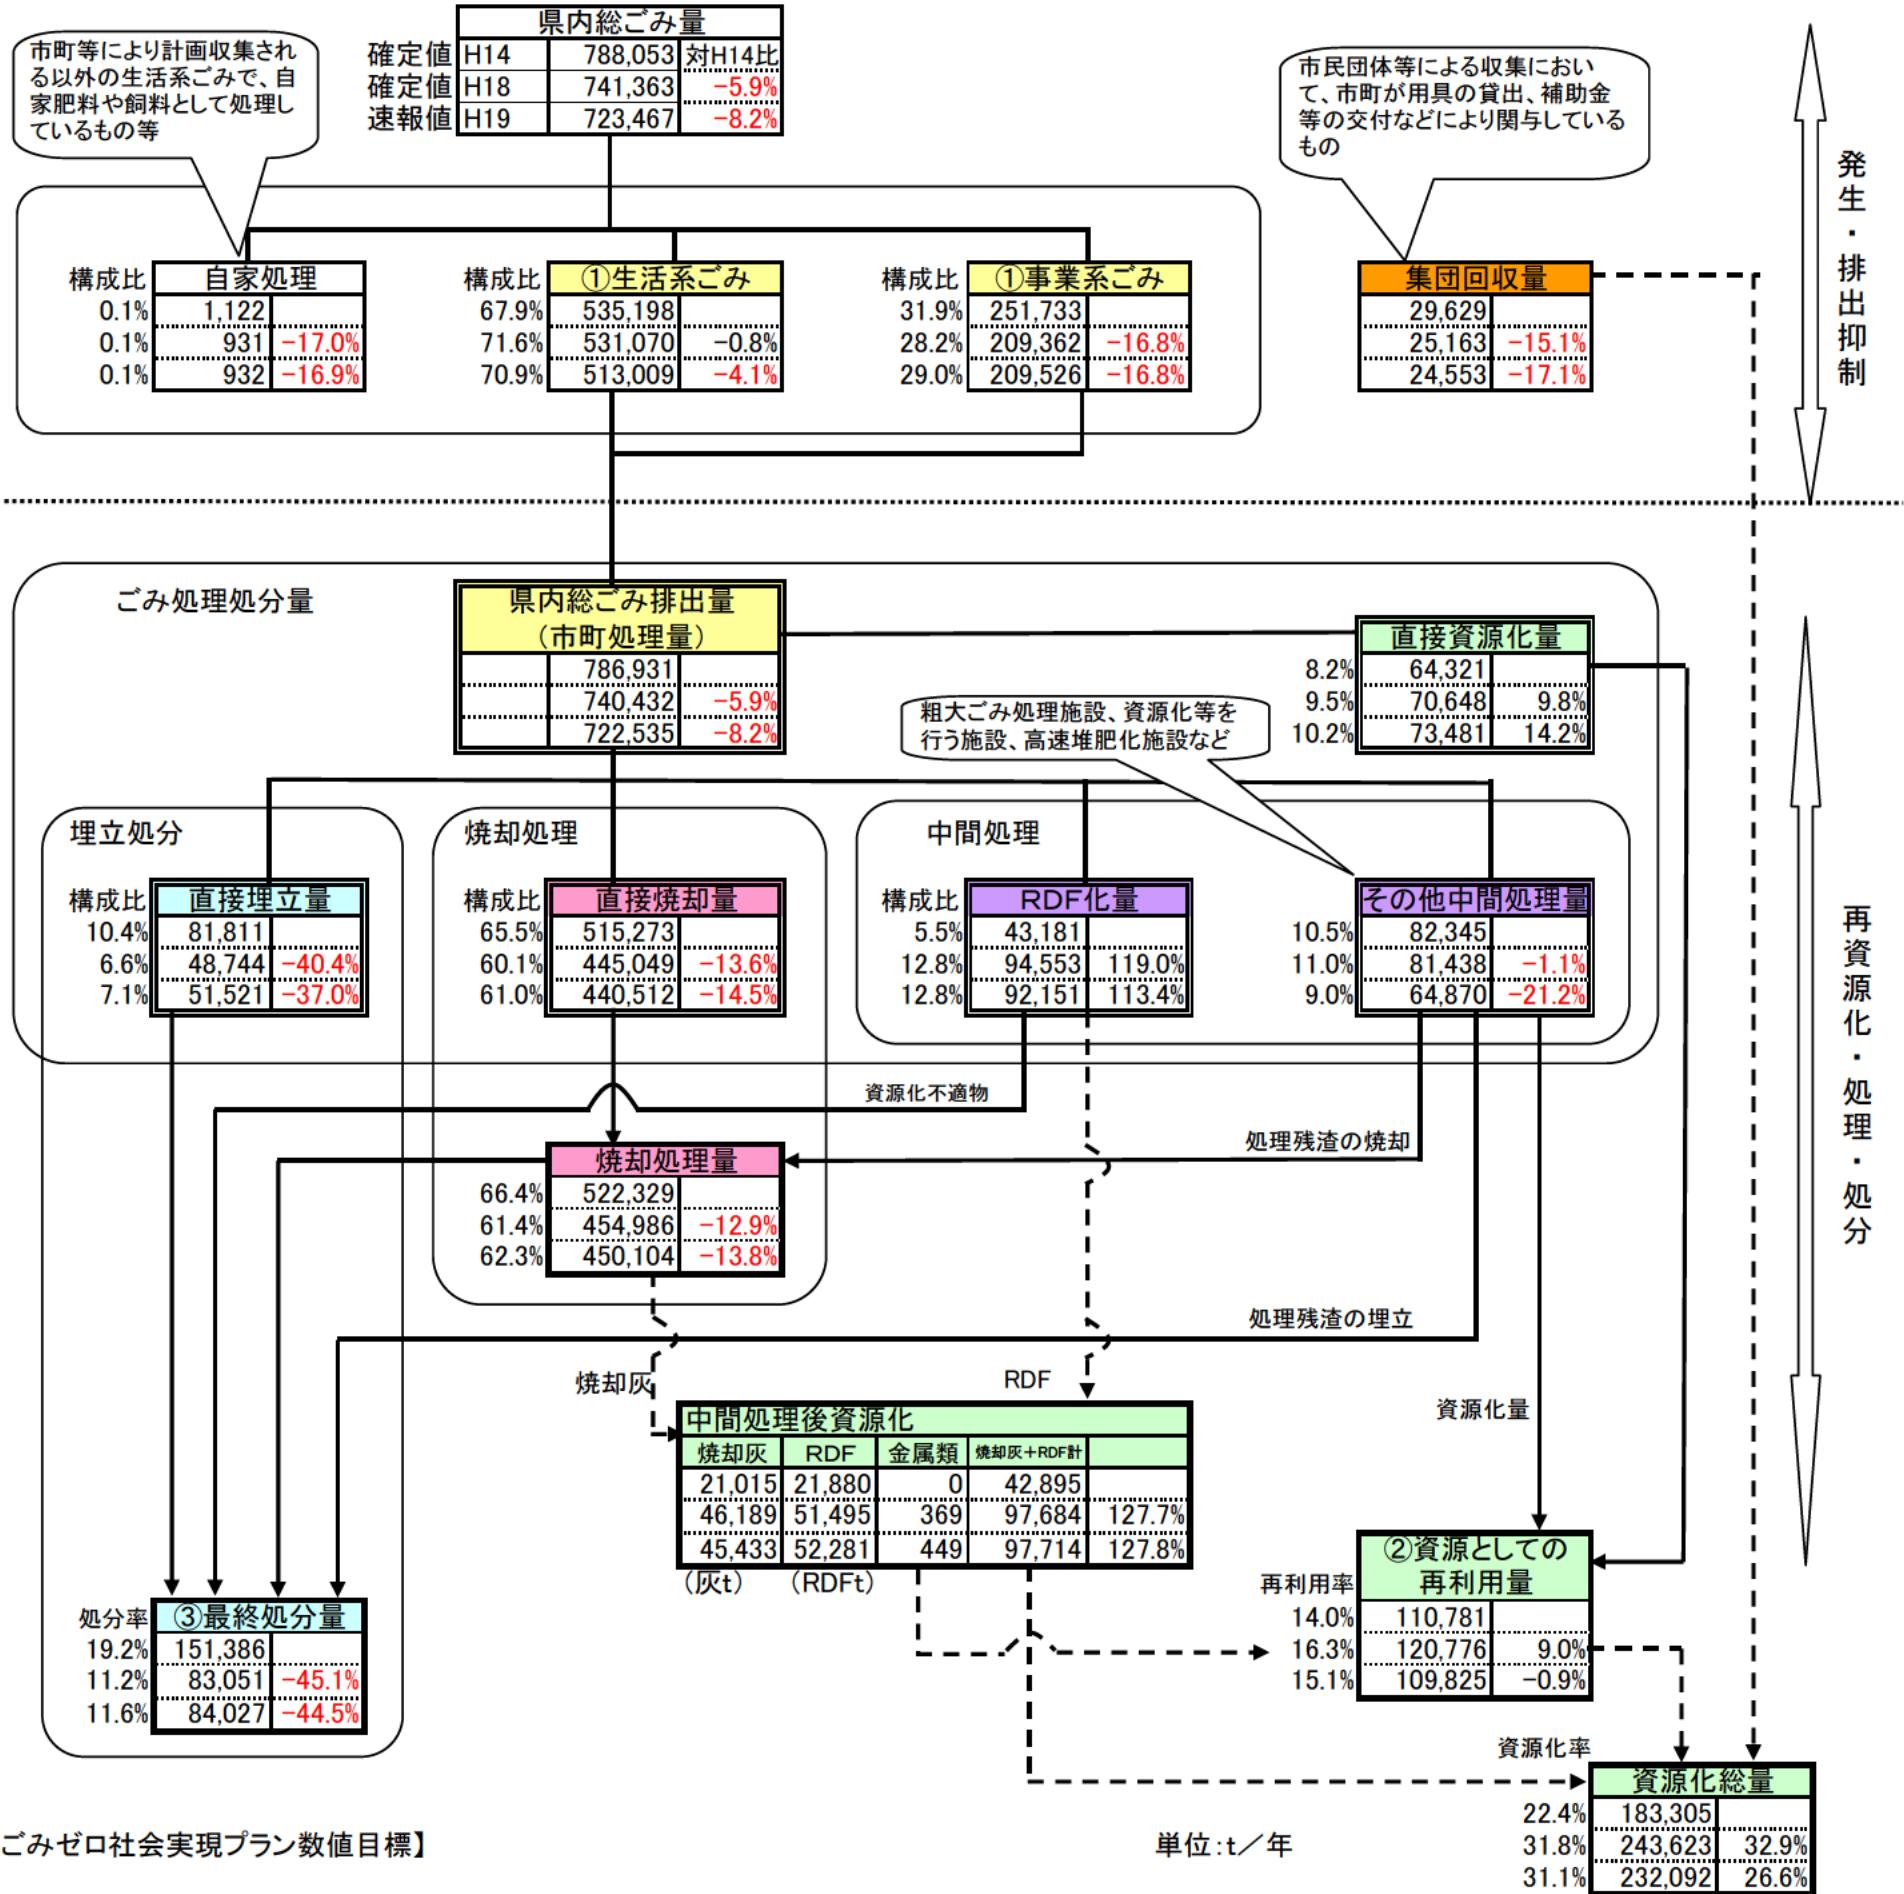 県内総ごみ量
確定値 H14 788,053 対H14比
確定値 H18 741,363 −5.9%
速報値 H19 723,467 −8.2%
市町等により計画収集され
る以外の生活系ごみで、自
家肥料や飼料として処理し
ているもの等
市民団体等による収集におい
て、市町が用具の貸出、補助金
等の交付などにより関与している
もの
発生・排出抑制
構成比 自家処理
0.1% 1,122
0.1% 931 −17.0%
0.1% 932 −16.9%
構成比 ①生活系ごみ
67.9% 535,198
71.6% 531,070 −0.8%
70.9% 513,009 −4.1%
構成比 ①事業系ごみ
31.9% 251,733
28.2% 209,362 −16.8%
29.0% 209,526 −16.8%
集団回収量
29,629
25,163 −15.1%
24,553 −17.1%
ごみ処理処分量
県内総ごみ排出量
（市町処理量）
786,931
740,432 −5.9%
722,535 −8.2%
直接資源化量
8.2% 64,321
9.5% 70,648 9.8%
10.2% 73,481 14.2%
粗大ごみ処理施設、資源化等を
行う施設、高速堆肥化施設など
再資源化・処理・処分
埋立処分
構成比 直接埋立量
10.4% 81,811
6.6% 48,744 −40.4%
7.1% 51,521 −37.0%
焼却処理
構成比 直接焼却量
65.5% 515,273
60.1% 445,049 −13.6%
61.0% 440,512 −14.5%
中間処理
構成比 RDF化量
5.5% 43,181
12.8% 94,553 119.0%
12.8% 92,151 113.4%
その他中間処理量
10.5% 82,345
11.0% 81,438 −1.1%
9.0% 64,870 −21.2%
資源化不適物
処理残渣の焼却
焼却処理量
66.4% 522,329
61.4% 454,986 −12.9%
62.3% 450,104 −13.8%
処理残渣の埋立
焼却灰
RDF
資源化量
中間処理後資源化
焼却灰 RDF 金属類 焼却灰＋RDF計
21,015 21,880 0 42,895
46,189 51,495 369 97,684 127.7%
45,433 52,281 449 97,714 127.8%
（灰t） （RDFt）
②資源としての
再利用量
再利用率
14.0% 110,781
16.3% 120,776 9.0%
15.1% 109,825 −0.9%
処分率 ③最終処分量
19.2% 151,386
11.2% 83,051 −45.1%
11.6% 84,027 −44.5%
資源化率
資源化総量
22.4% 183,305
31.8% 243,623 32.9%
31.1% 232,092 26.6%
ごみゼロ社会実現プラン数値目標】
単位：t／年